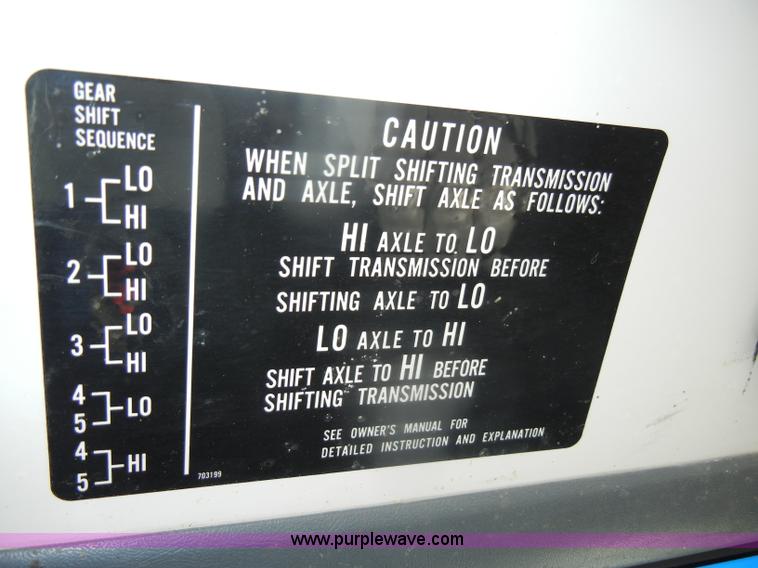 GEAR
SHIFT
SEQUENCE
1 LO
HI
2 LO
HI
3 LO
HI
4
5 LO
4
5 HI
CAUTION
WHEN SPLIT SHIFTING TRANSMISSION
AND AXLE, SHIFT AXLE AS FOLLOWS:
HI AXLE TO LO
SHIFT TRANSMISSION BEFORE
SHIFTING AXLE TO LO
LO AXLE TO HI
SHIFT AXLE TO HI BEFORE
SHIFTING TRANSMISSION
SEE OWNER'S MANUAL FOR
DETAILED INSTRUCTION AND EXPLANATION
703199
www.purplewave.com